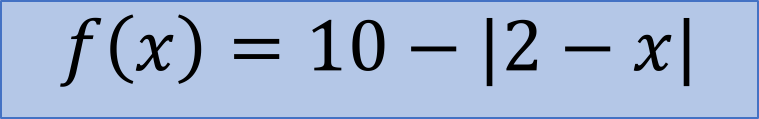 f(x) = 10 − |2 − x|